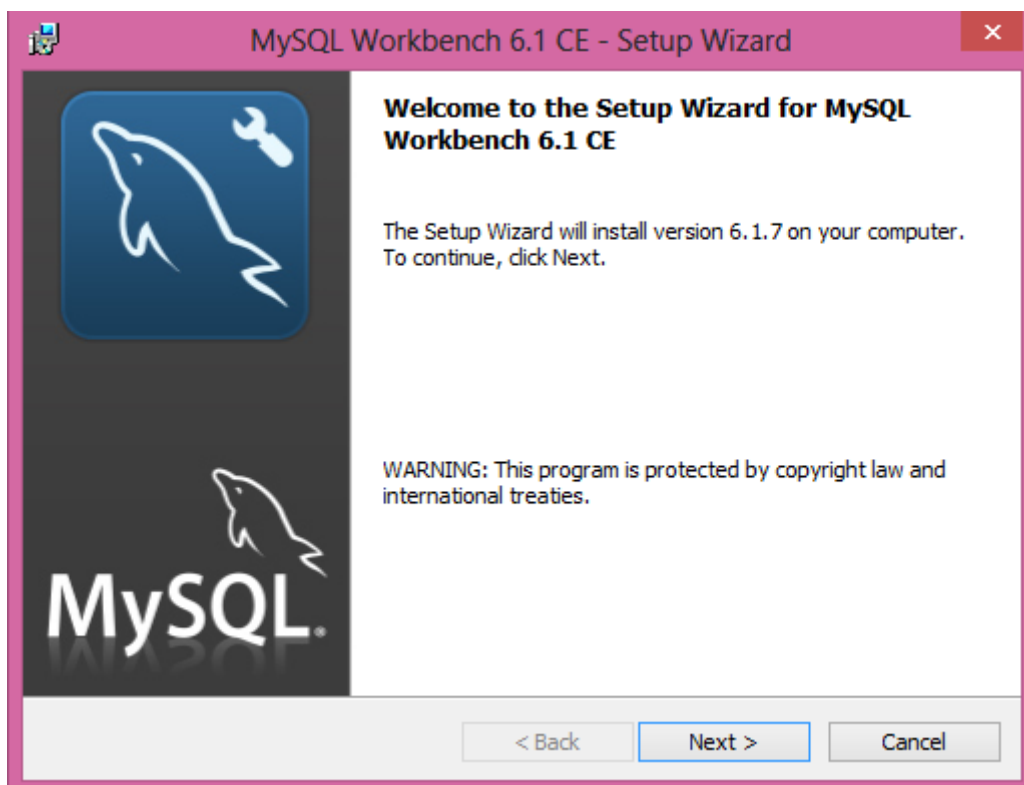 MySQL Workbench 6.1 CE - Setup Wizard
Welcome to the Setup Wizard for MySQL
Workbench 6.1 CE
The Setup Wizard will install version 6.1.7 on your computer.
To continue, click Next.
WARNING: This program is protected by copyright law and
international treaties.
MySQL®
< Back
Next >
Cancel